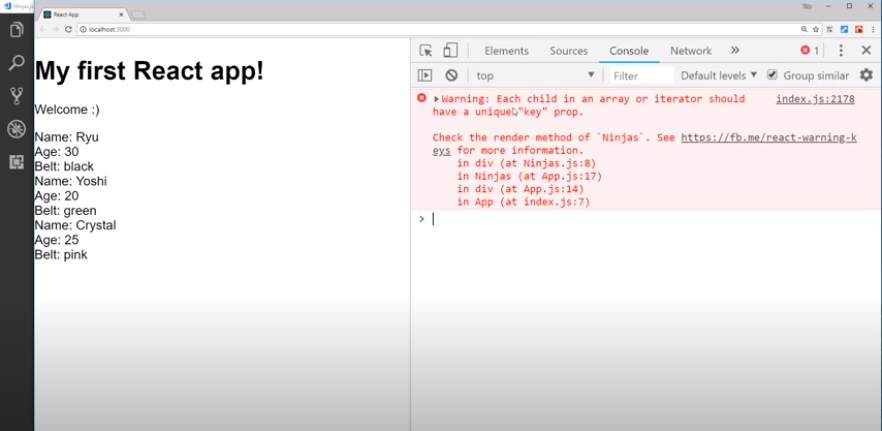 Ninjas.js
React App
localhost:3000
My first React app!
Welcome :)
Name: Ryu
Age: 30
Belt: black
Name: Yoshi
Age: 20
Belt: green
Name: Crystal
Age: 25
Belt: pink
Elements Sources Console Network » 1
top Filter Default levels Group similar
Warning: Each child in an array or iterator should index.js:2178
have a unique "key" prop.
Check the render method of `Ninjas`. See https://fb.me/react-warning-k
eys for more information.
in div (at Ninjas.js:8)
in Ninjas (at App.js:17)
in div (at App.js:14)
in App (at index.js:7)
>